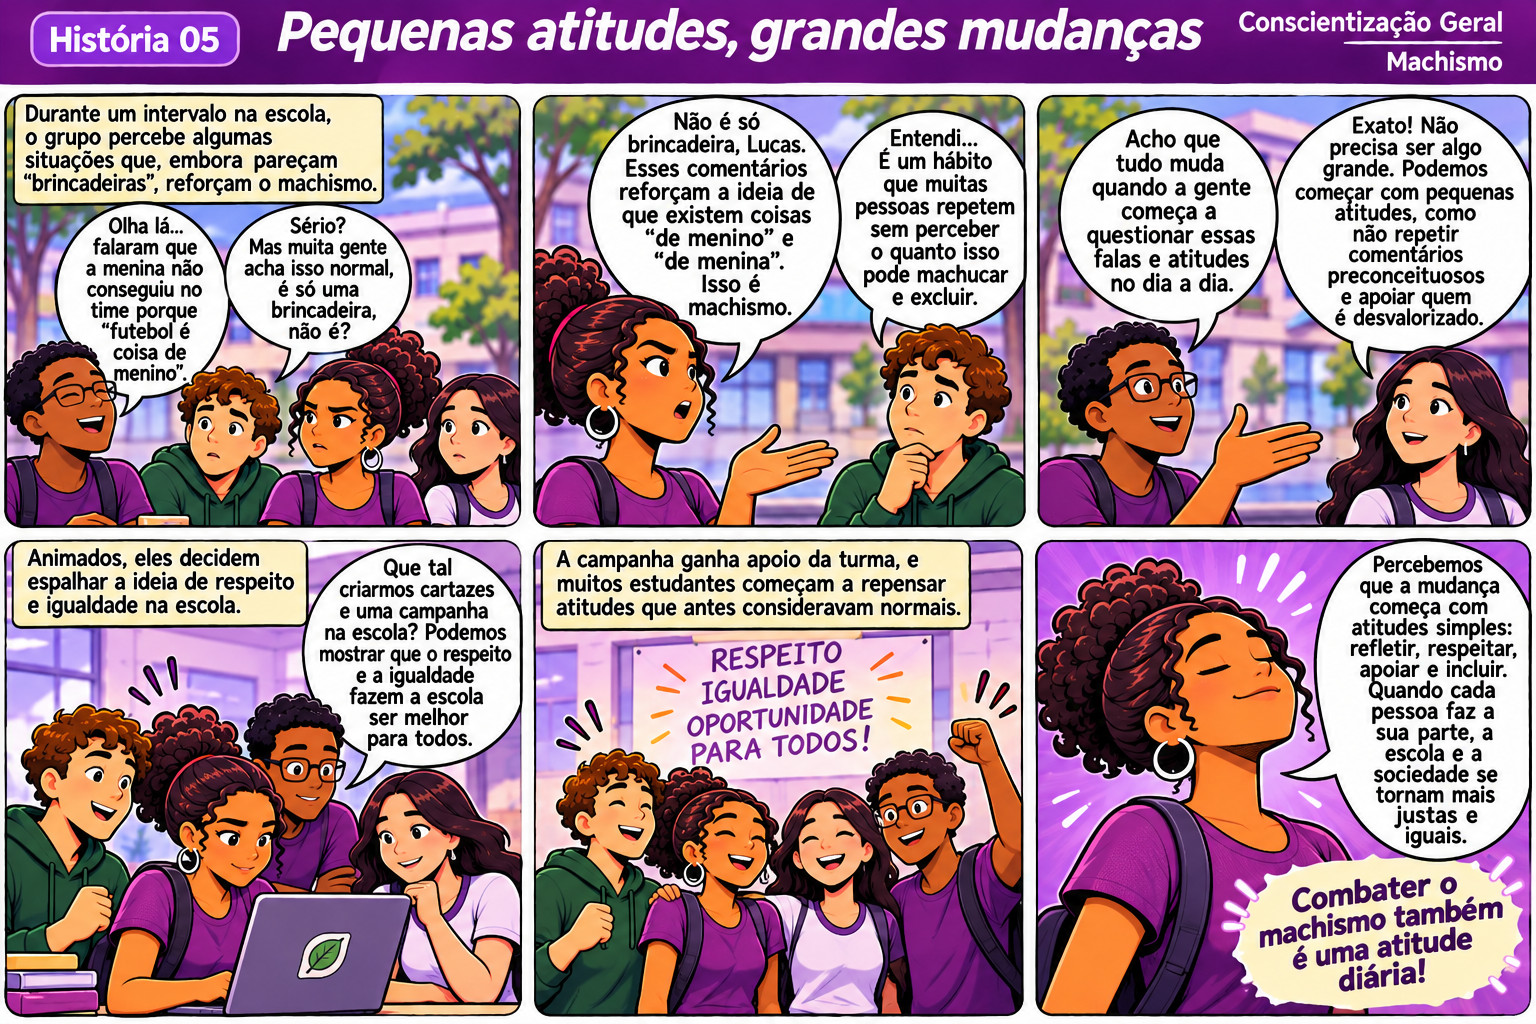 História 05
Pequenas atitudes, grandes mudanças
Conscientização Geral
Machismo
Durante um intervalo na escola,
o grupo percebe algumas
situações que, embora pareçam
“brincadeiras”, reforçam o machismo.
Olha lá...
falaram que
a menina não
conseguiu no
time porque
“futebol é
coisa de
menino”.
Sério?
Mas muita gente
acha isso normal,
é só uma
brincadeira,
não é?
Não é só
brincadeira, Lucas.
Esses comentários
reforçam a ideia de
que existem coisas
“de menino” e
“de menina”.
Isso é
machismo.
Entendi...
É um hábito
que muitas
pessoas repetem
sem perceber
o quanto isso
pode machucar
e excluir.
Acho que
tudo muda
quando a gente
começa a
questionar essas
falas e atitudes
no dia a dia.
Exato! Não
precisa ser algo
grande. Podemos
começar com pequenas
atitudes, como
não repetir
comentários
preconceituosos
e apoiar quem
é desvalorizado.
Animados, eles decidem
espalhar a ideia de respeito
e igualdade na escola.
Que tal
criarmos cartazes
e uma campanha
na escola? Podemos
mostrar que o respeito
e a igualdade
fazem a escola
ser melhor
para todos.
A campanha ganha apoio da turma, e
muitos estudantes começam a repensar
atitudes que antes consideravam normais.
RESPEITO
IGUALDADE
OPORTUNIDADE
PARA TODOS!
Percebemos
que a mudança
começa com
atitudes simples:
refletir, respeitar,
apoiar e incluir.
Quando cada
pessoa faz a
sua parte, a
escola e a
sociedade se
tornam mais
justas e
iguais.
Combater o
machismo também
é uma atitude
diária!